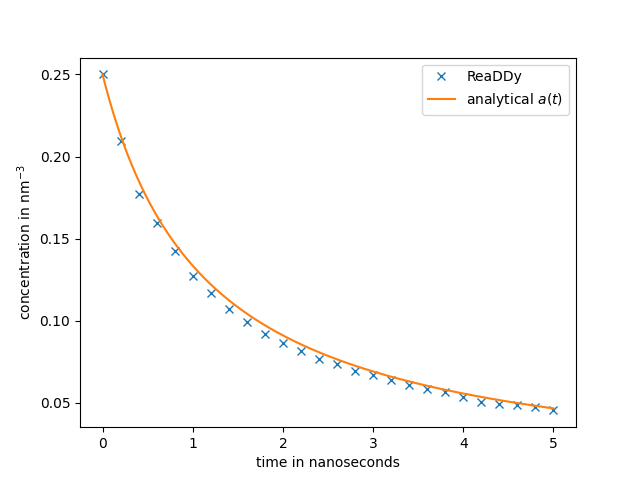 ReaDDy
analytical a(t)
0.25
0.20
0.15
0.10
0.05
concentration in nm⁻³
0
1
2
3
4
5
time in nanoseconds